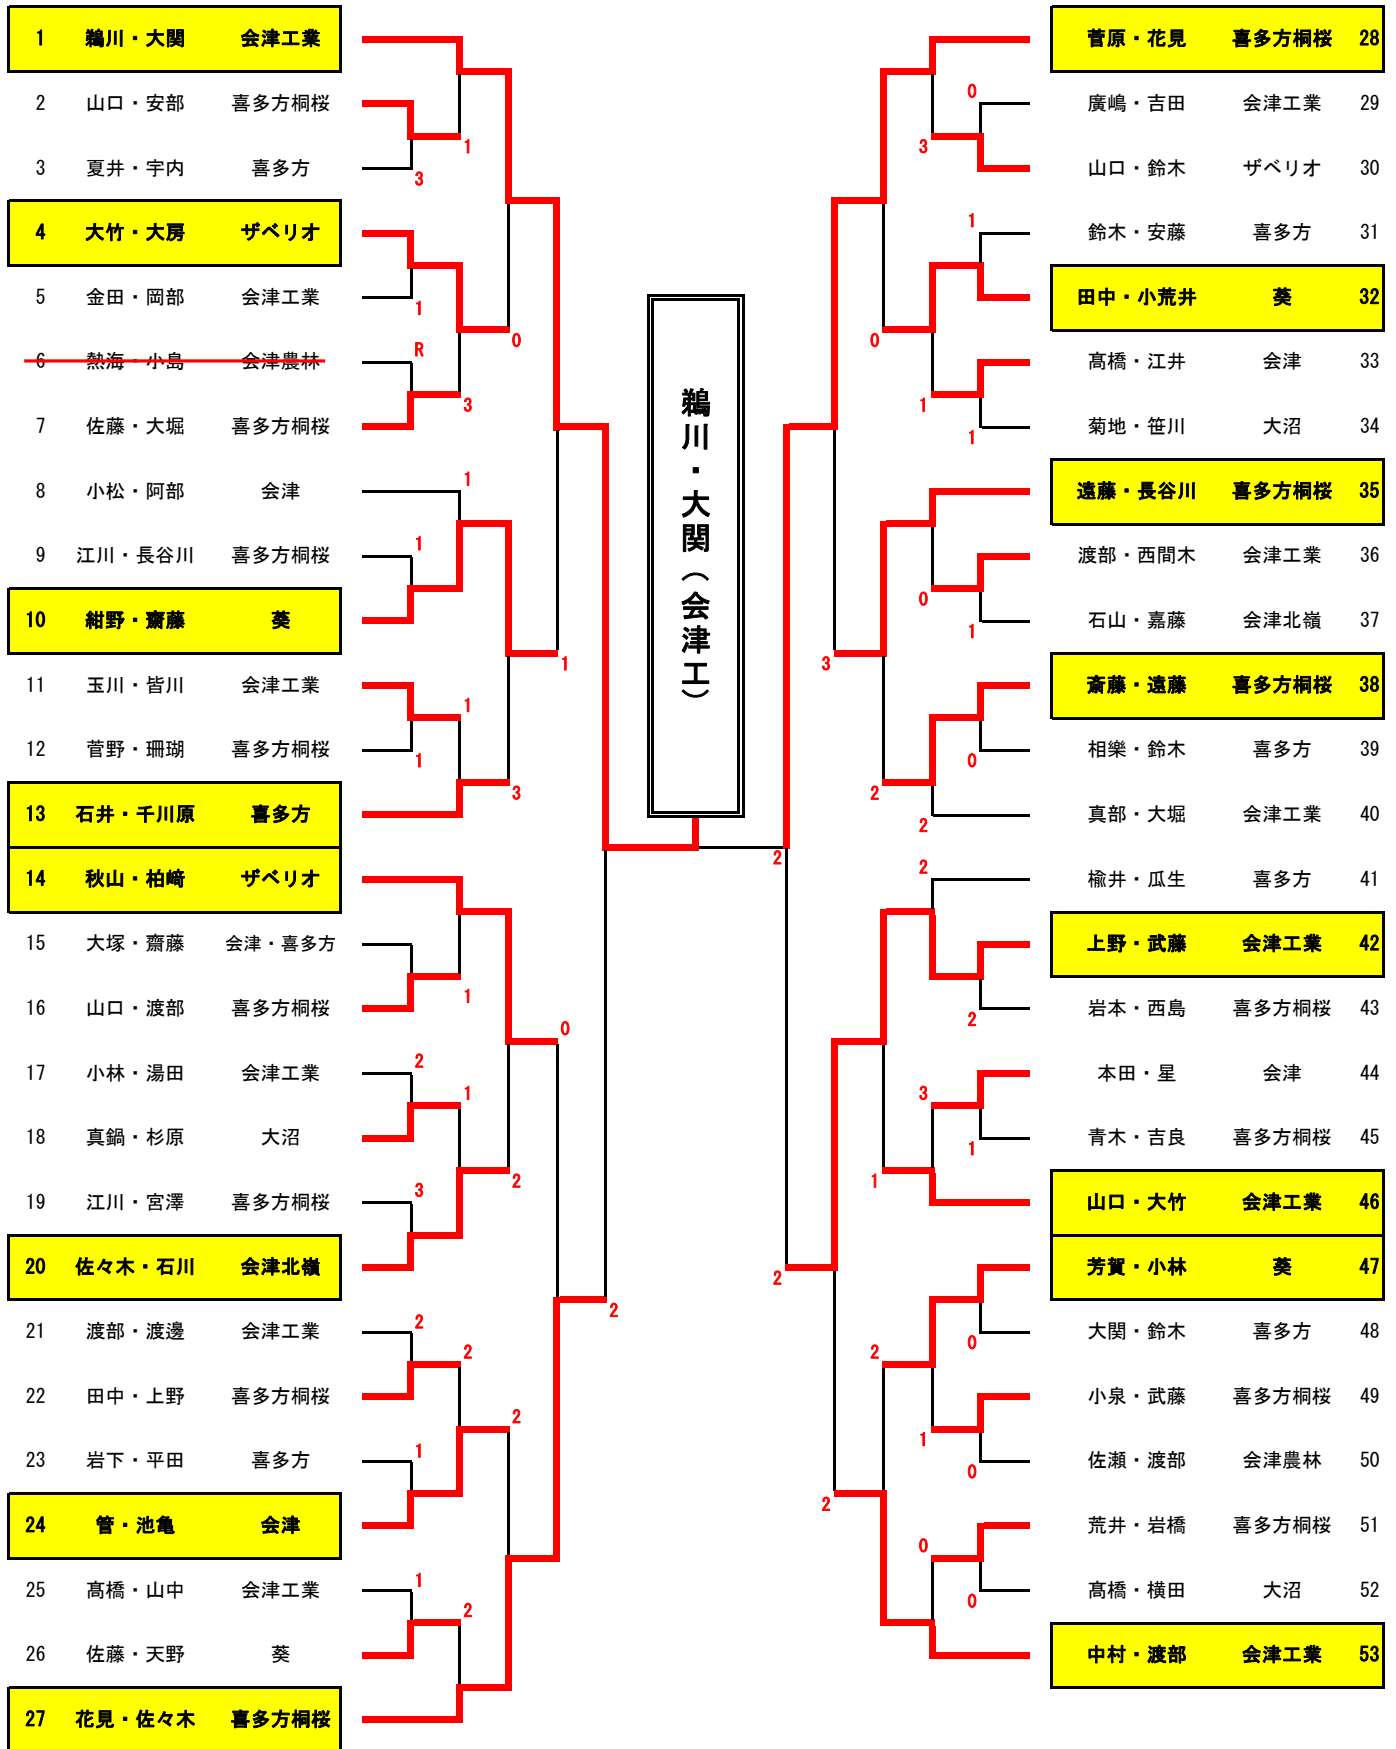 1 鵜川・大関 会津工業
2 山口・安部 喜多方桐桜
1
3 夏井・宇内 喜多方
3
4 大竹・大房 ザベリオ
5 金田・岡部 会津工業
1
0
6 熱海・小島 会津農林
R
3
7 佐藤・大堀 喜多方桐桜
8 小松・阿部 会津
1
9 江川・長谷川 喜多方桐桜
1
10 紺野・齋藤 葵
1
11 玉川・皆川 会津工業
1
12 菅野・珊瑚 喜多方桐桜
1
3
13 石井・千川原 喜多方
14 秋山・柏﨑 ザベリオ
15 大塚・齋藤 会津・喜多方
1
16 山口・渡部 喜多方桐桜
0
17 小林・湯田 会津工業
2
1
18 真鍋・杉原 大沼
2
19 江川・宮澤 喜多方桐桜
3
20 佐々木・石川 会津北嶺
2
21 渡部・渡邊 会津工業
2
2
22 田中・上野 喜多方桐桜
2
23 岩下・平田 喜多方
1
24 管・池亀 会津
25 髙橋・山中 会津工業
1
2
26 佐藤・天野 葵
27 花見・佐々木 喜多方桐桜
鵜川・大関（会津工）
2
菅原・花見 喜多方桐桜 28
0
廣嶋・吉田 会津工業 29
3
山口・鈴木 ザベリオ 30
1
鈴木・安藤 喜多方 31
田中・小荒井 葵 32
0
髙橋・江井 会津 33
1
菊地・笹川 大沼 34
1
遠藤・長谷川 喜多方桐桜 35
渡部・西間木 会津工業 36
0
石山・嘉藤 会津北嶺 37
1
3
斎藤・遠藤 喜多方桐桜 38
相樂・鈴木 喜多方 39
0
2
真部・大堀 会津工業 40
2
2
楡井・瓜生 喜多方 41
上野・武藤 会津工業 42
岩本・西島 喜多方桐桜 43
2
本田・星 会津 44
3
青木・吉良 喜多方桐桜 45
1
1
山口・大竹 会津工業 46
芳賀・小林 葵 47
2
大関・鈴木 喜多方 48
0
2
小泉・武藤 喜多方桐桜 49
1
佐瀬・渡部 会津農林 50
0
2
荒井・岩橋 喜多方桐桜 51
0
髙橋・横田 大沼 52
0
中村・渡部 会津工業 53